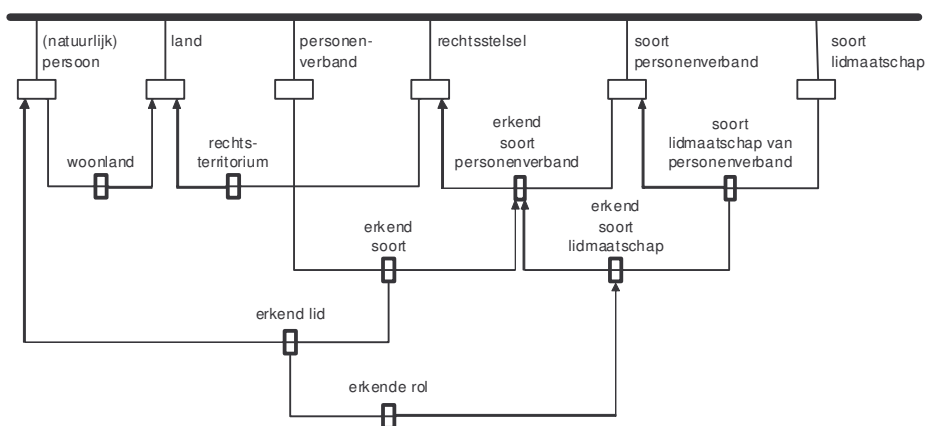 (natuurlijk)
persoon
land
personen-
verband
rechtsstelsel
soort
personenverband
soort
lidmaatschap
woonland
rechts-
territorium
erkend
soort
personenverband
soort
lidmaatschap van
personenverband
erkend
soort
erkend
soort
lidmaatschap
erkend lid
erkende rol